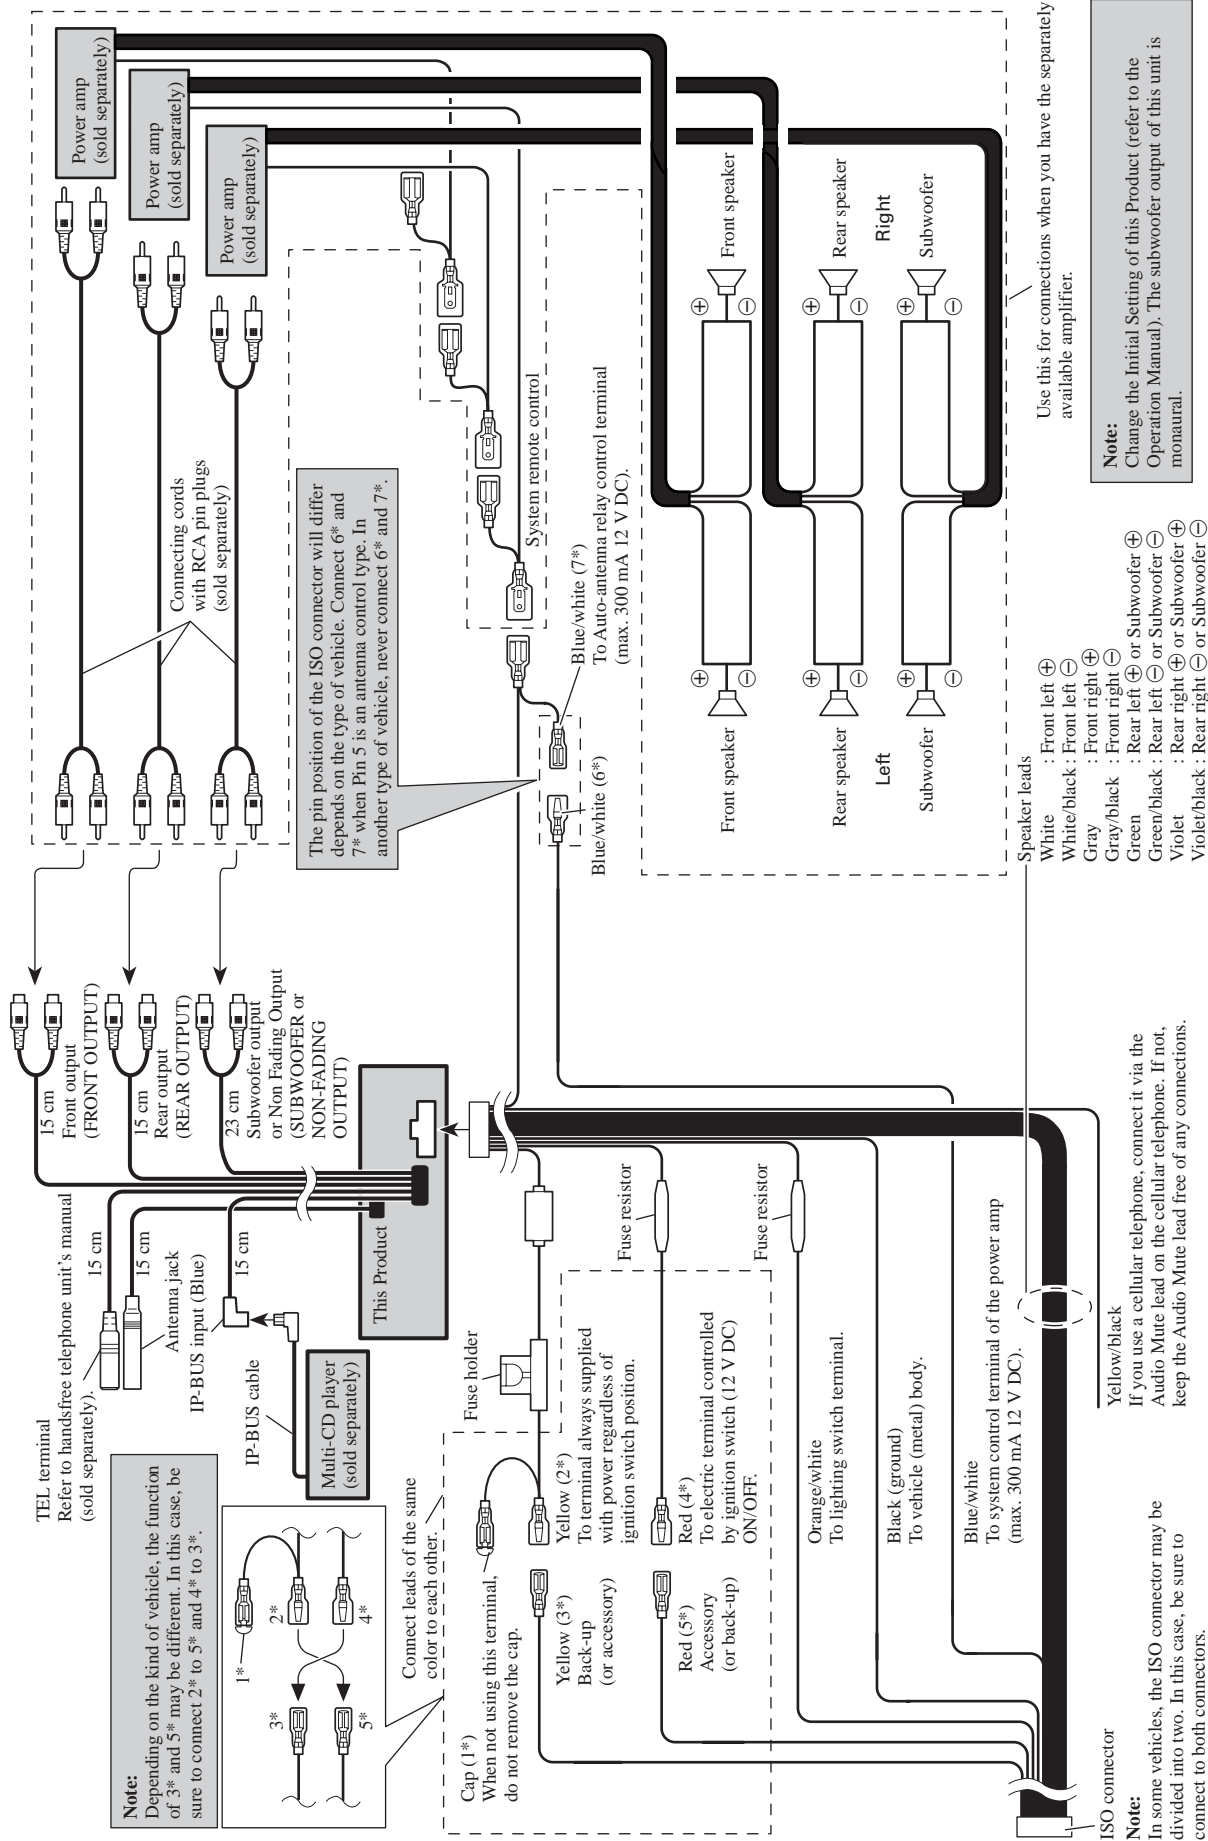 Note:
Depending on the kind of vehicle, the function
of 3* and 5* may be different. In this case, be
sure to connect 2* to 5* and 4* to 3*.
1*
2*
3*
4*
5*
TEL terminal
Refer to handsfree telephone unit's manual
(sold separately).
15 cm
15 cm
Antenna jack
IP-BUS input (Blue)
15 cm
IP-BUS cable
Multi-CD player
(sold separately)
This Product
15 cm
Front output
(FRONT OUTPUT)
15 cm
Rear output
(REAR OUTPUT)
23 cm
Subwoofer output
or Non Fading Output
(SUBWOOFER or
NON-FADING
OUTPUT)
Connecting cords
with RCA pin plugs
(sold separately)
Power amp
(sold separately)
Power amp
(sold separately)
Power amp
(sold separately)
The pin position of the ISO connector will differ
depends on the type of vehicle. Connect 6* and
7* when Pin 5 is an antenna control type. In
another type of vehicle, never connect 6* and 7*.
System remote control
Blue/white (7*)
To Auto-antenna relay control terminal
(max. 300 mA 12 V DC).
Blue/white (6*)
Connect leads of the same
color to each other.
Cap (1*)
When not using this terminal,
do not remove the cap.
Fuse holder
Yellow (2*)
To terminal always supplied
with power regardless of
ignition switch position.
Yellow (3*)
Back-up
(or accessory)
Fuse resistor
Red (4*)
To electric terminal controlled
by ignition switch (12 V DC)
ON/OFF.
Red (5*)
Accessory
(or back-up)
Fuse resistor
Orange/white
To lighting switch terminal.
Black (ground)
To vehicle (metal) body.
Blue/white
To system control terminal of the power amp
(max. 300 mA 12 V DC).
Front speaker
⊕
⊖
⊕
⊖
Front speaker
Rear speaker
⊕
⊖
⊕
⊖
Rear speaker
Left
Right
Subwoofer
⊕
⊖
⊕
⊖
Subwoofer
Use this for connections when you have the separately
available amplifier.
Speaker leads
White : Front left ⊕
White/black : Front left ⊖
Gray : Front right ⊕
Gray/black : Front right ⊖
Green : Rear left ⊕ or Subwoofer ⊕
Green/black : Rear left ⊖ or Subwoofer ⊖
Violet : Rear right ⊕ or Subwoofer ⊕
Violet/black : Rear right ⊖ or Subwoofer ⊖
Note:
Change the Initial Setting of this Product (refer to the
Operation Manual). The subwoofer output of this unit is
monaural.
Yellow/black
If you use a cellular telephone, connect it via the
Audio Mute lead on the cellular telephone. If not,
keep the Audio Mute lead free of any connections.
ISO connector
Note:
In some vehicles, the ISO connector may be
divided into two. In this case, be sure to
connect to both connectors.